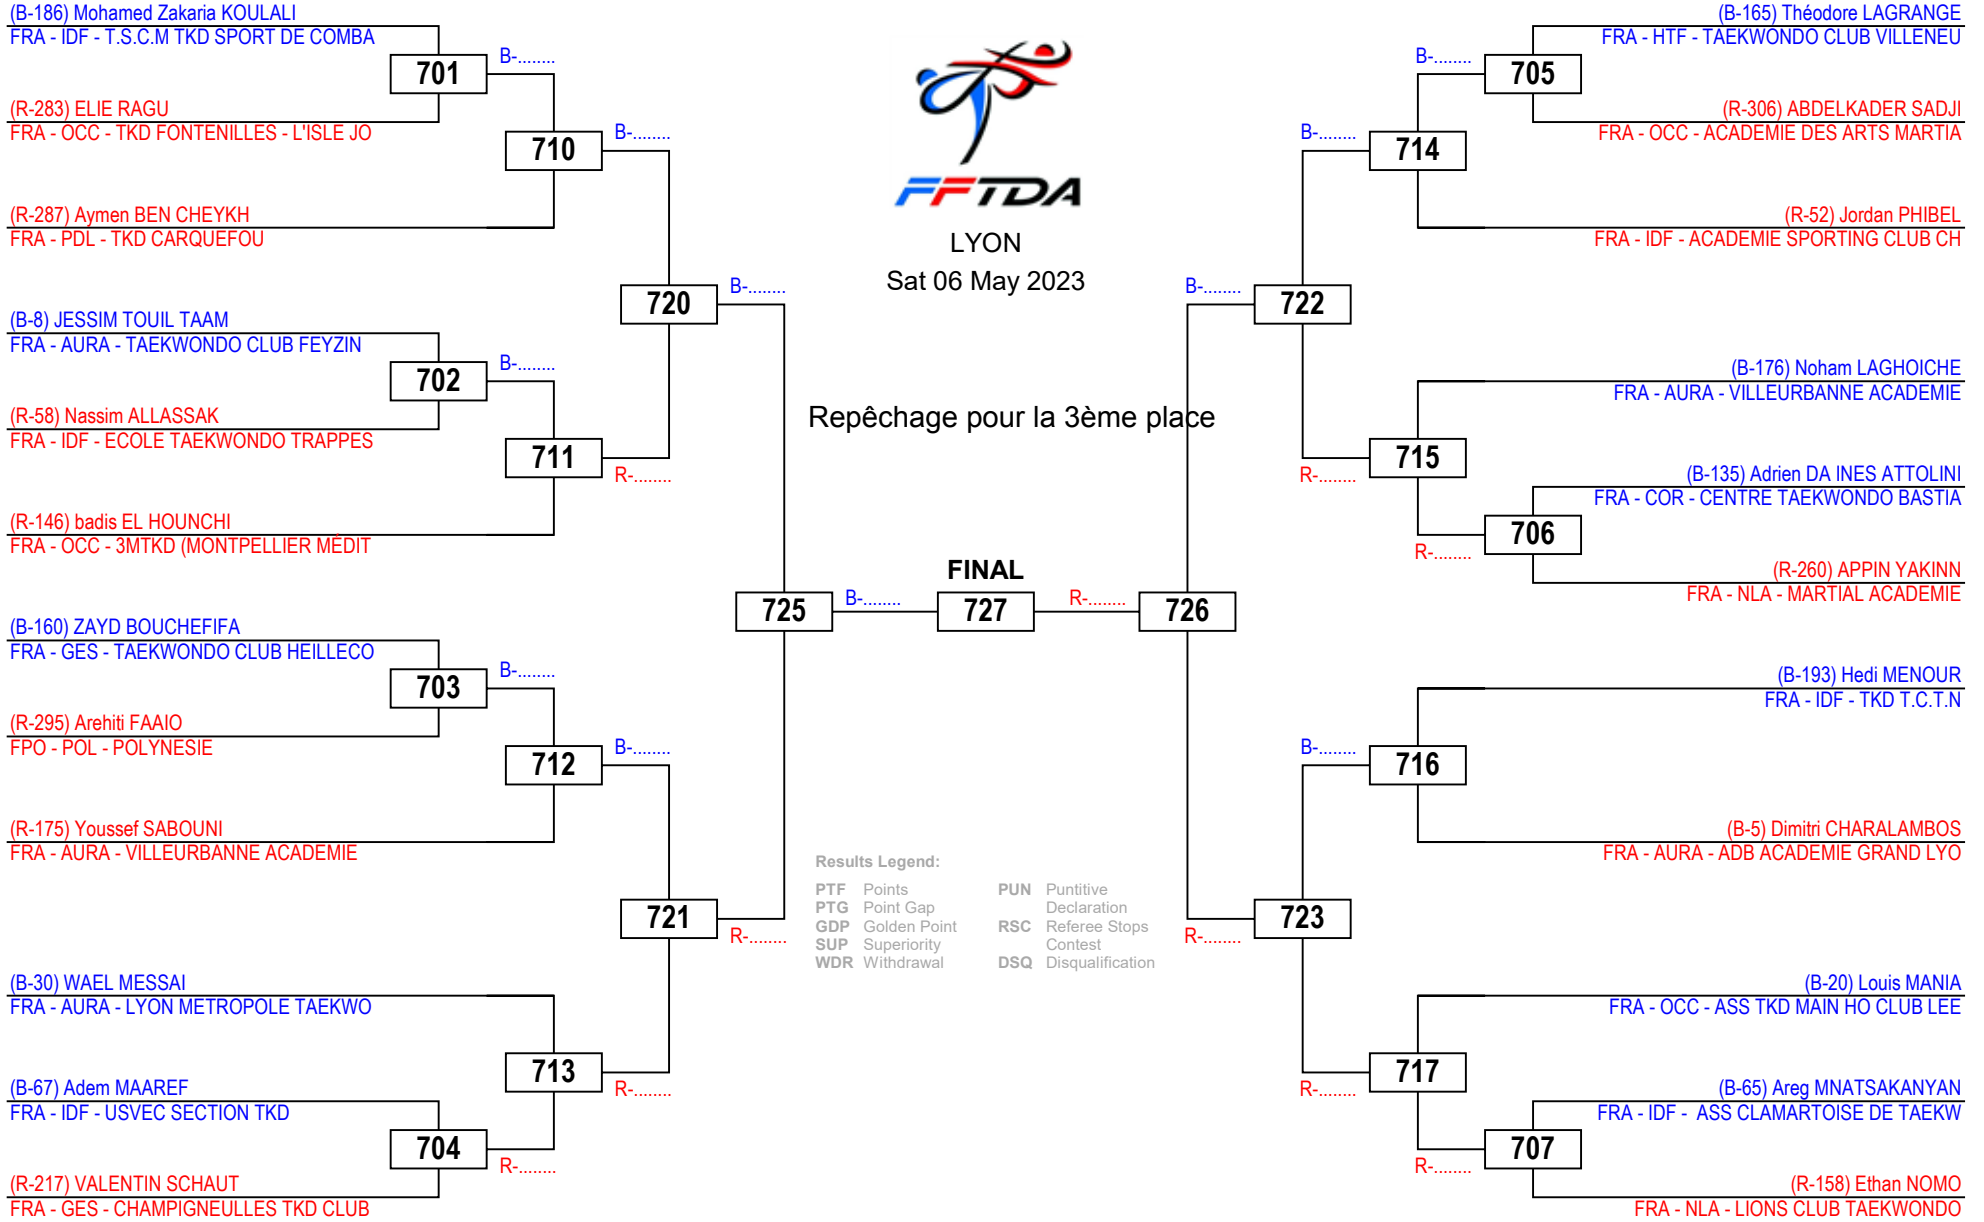 (B-186) Mohamed Zakaria KOULALI
FRA - IDF - T.S.C.M TKD SPORT DE COMBA
701
B-........
(R-283) ELIE RAGU
FRA - OCC - TKD FONTENILLES - L'ISLE JO
710
B-........
(R-287) Aymen BEN CHEYKH
FRA - PDL - TKD CARQUEFOU
720
B-........
(B-8) JESSIM TOUIL TAAM
FRA - AURA - TAEKWONDO CLUB FEYZIN
702
B-........
(R-58) Nassim ALLASSAK
FRA - IDF - ECOLE TAEKWONDO TRAPPES
711
R-........
(R-146) badis EL HOUNCHI
FRA - OCC - 3MTKD (MONTPELLIER MÉDIT
725
B-........
(B-160) ZAYD BOUCHEFIFA
FRA - GES - TAEKWONDO CLUB HEILLECO
703
B-........
(R-295) Arehiti FAAIO
FPO - POL - POLYNESIE
712
B-........
(R-175) Youssef SABOUNI
FRA - AURA - VILLEURBANNE ACADEMIE
721
R-........
(B-30) WAEL MESSAI
FRA - AURA - LYON METROPOLE TAEKWO
713
R-........
(B-67) Adem MAAREF
FRA - IDF - USVEC SECTION TKD
704
R-........
(R-217) VALENTIN SCHAUT
FRA - GES - CHAMPIGNEULLES TKD CLUB
FFTDA
LYON
Sat 06 May 2023
Repêchage pour la 3ème place
FINAL
727
Results Legend:
PTF Points
PTG Point Gap
GDP Golden Point
SUP Superiority
WDR Withdrawal
PUN Puntitive
Declaration
RSC Referee Stops
Contest
DSQ Disqualification
(B-165) Théodore LAGRANGE
FRA - HTF - TAEKWONDO CLUB VILLENEU
B-........
705
(R-306) ABDELKADER SADJI
FRA - OCC - ACADEMIE DES ARTS MARTIA
B-........
714
(R-52) Jordan PHIBEL
FRA - IDF - ACADEMIE SPORTING CLUB CH
B-........
722
(B-176) Noham LAGHOICHE
FRA - AURA - VILLEURBANNE ACADEMIE
R-........
715
(B-135) Adrien DA INES ATTOLINI
FRA - COR - CENTRE TAEKWONDO BASTIA
R-........
706
(R-260) APPIN YAKINN
FRA - NLA - MARTIAL ACADEMIE
R-........
726
(B-193) Hedi MENOUR
FRA - IDF - TKD T.C.T.N
B-........
716
(B-5) Dimitri CHARALAMBOS
FRA - AURA - ADB ACADEMIE GRAND LYO
R-........
723
(B-20) Louis MANIA
FRA - OCC - ASS TKD MAIN HO CLUB LEE
R-........
717
(B-65) Areg MNATSAKANYAN
FRA - IDF - ASS CLAMARTOISE DE TAEKW
R-........
707
(R-158) Ethan NOMO
FRA - NLA - LIONS CLUB TAEKWONDO